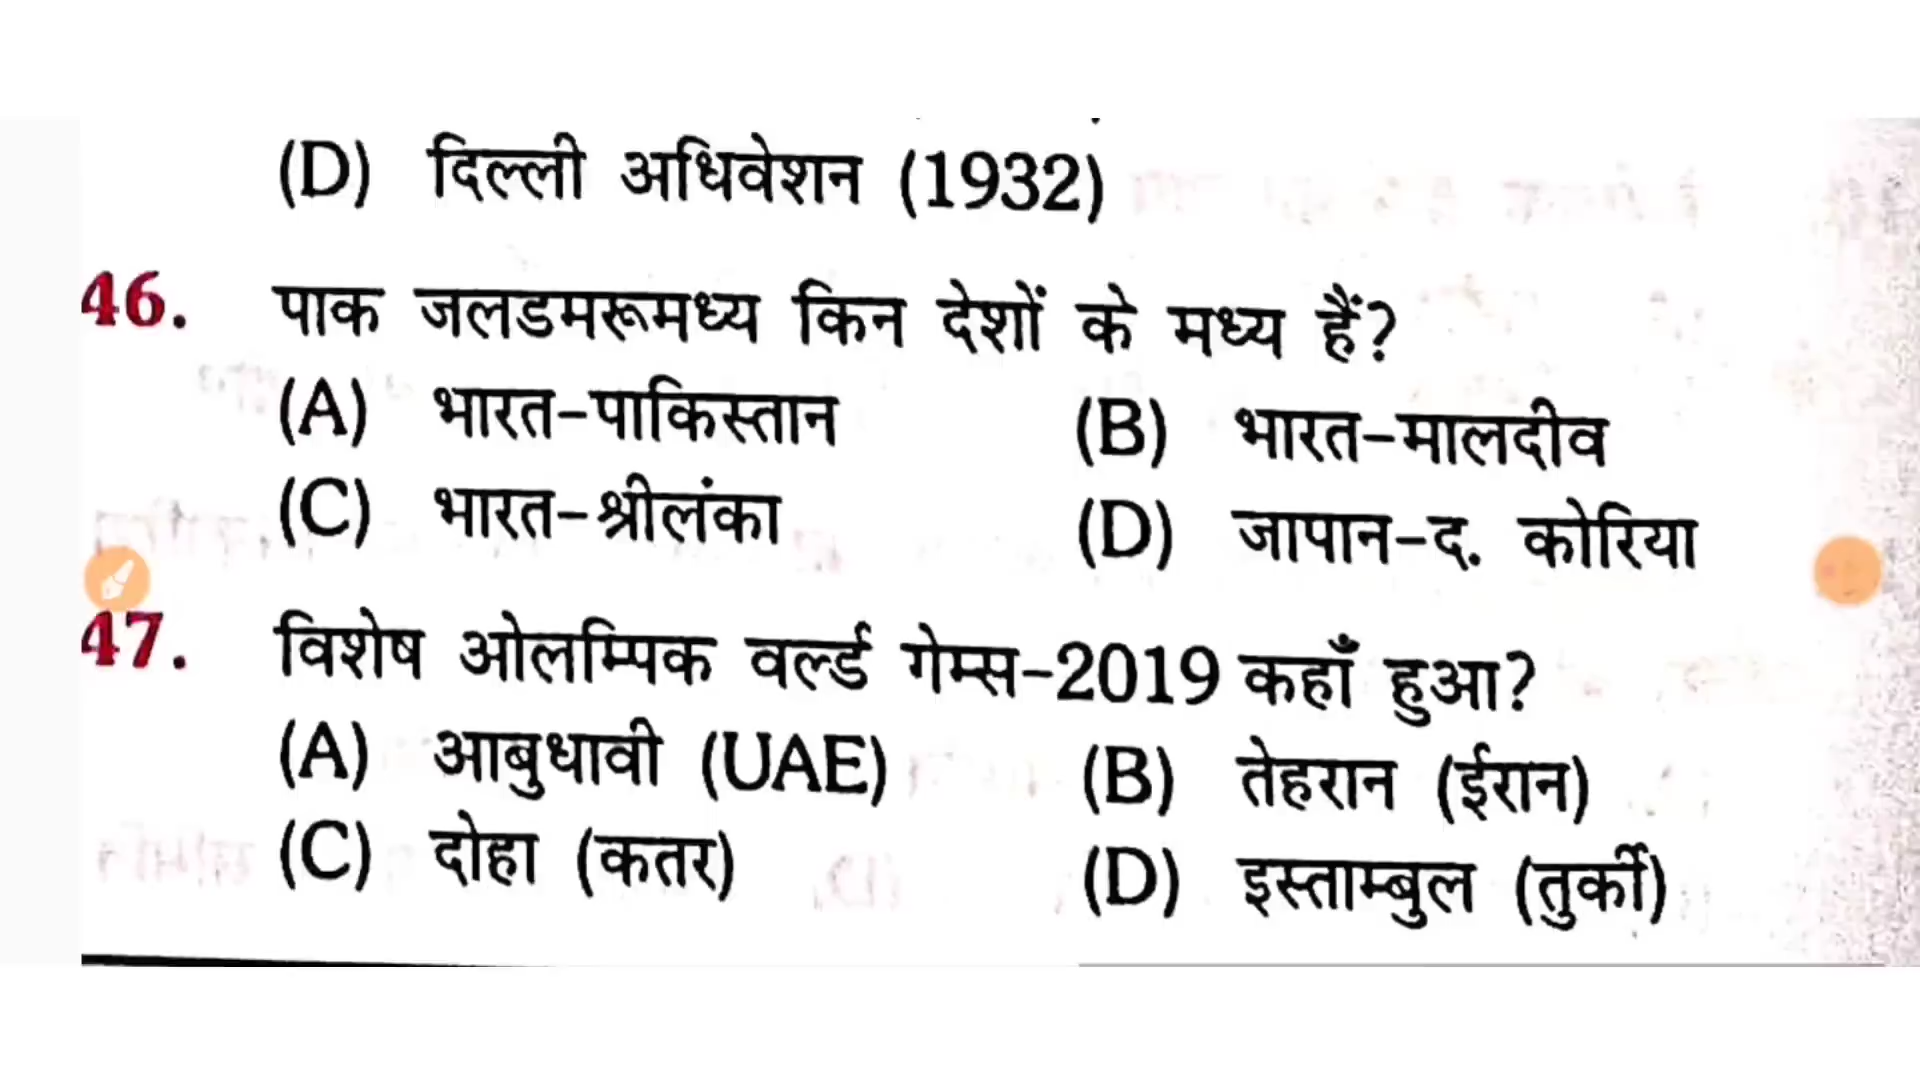 (D) दिल्ली अधिवेशन (1932)
46. पाक जलडमरूमध्य किन देशों के मध्य हैं?
(A) भारत-पाकिस्तान (B) भारत-मालदीव
(C) भारत-श्रीलंका (D) जापान-द. कोरिया
47. विशेष ओलम्पिक वर्ल्ड गेम्स-2019 कहाँ हुआ?
(A) आबुधावी (UAE) (B) तेहरान (ईरान)
(C) दोहा (कतर) (D) इस्ताम्बुल (तुर्की)